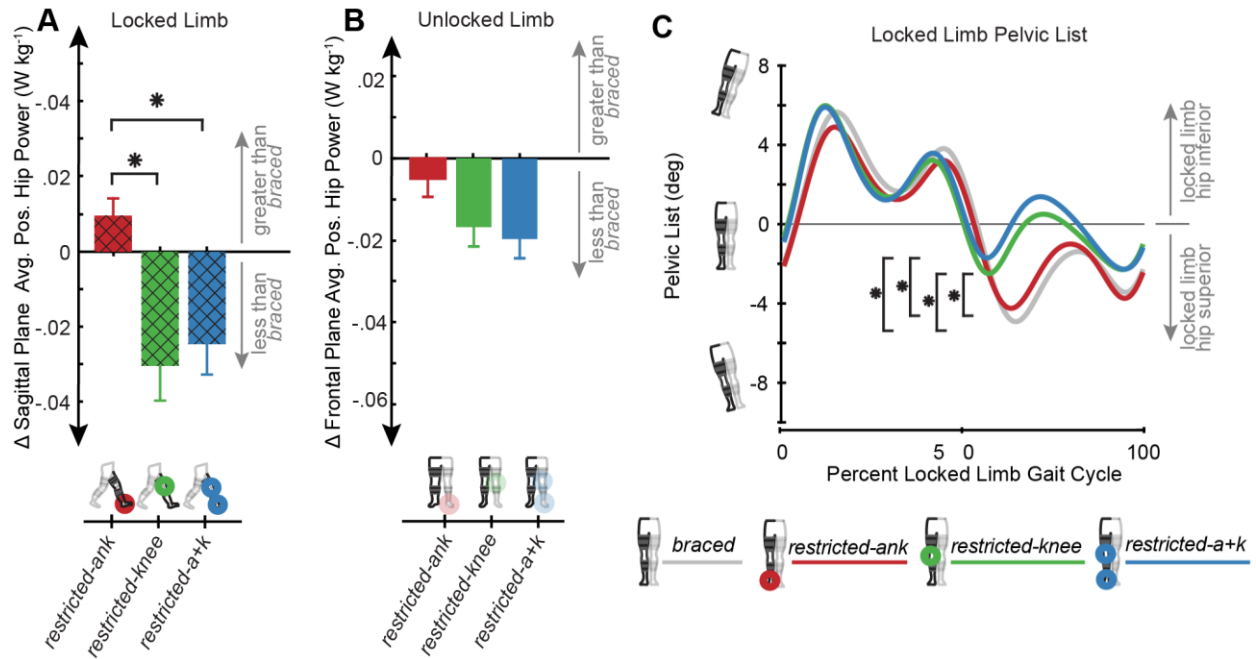 A
Locked Limb
Δ Sagittal Plane Avg. Pos. Hip Power (W kg⁻¹)
-.04
.02
0
-.02
-.04
*
*
greater than
braced
less than
braced
restricted-ank
restricted-knee
restricted-a+k
B
Unlocked Limb
Δ Frontal Plane Avg. Pos. Hip Power (W kg⁻¹)
.02
0
-.02
-.04
-.06
greater than
braced
less than
braced
restricted-ank
restricted-knee
restricted-a+k
C
Locked Limb Pelvic List
Pelvic List (deg)
8
4
0
-4
-8
* * * *
locked limb
hip inferior
locked limb
hip superior
0 5 0 100
Percent Locked Limb Gait Cycle
braced restricted-ank restricted-knee restricted-a+k